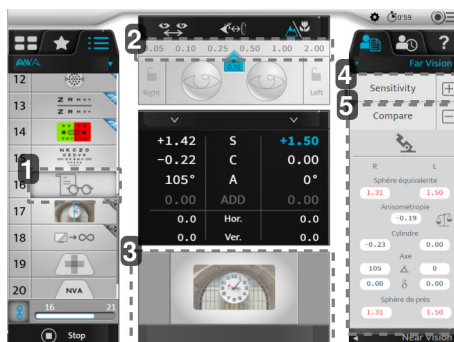 0'59
?
AVA
Far Vision
0.05 0.10 0.25 0.50 1.00 2.00
Right
Left
12
13
Z R H
14
15
N K O Z O
16
17
18
19
20
NVA
16 21
Stop
1
2
3
4
5
+1.42 S +1.50
−0.22 C 0.00
105° A 0°
0.00 ADD 0.00
0.0 Hor. 0.0
0.0 Ver. 0.0
Sensitivity
Compare
R L
Sphère équivalente
1.31 1.50
Anisométropie
−0.19
Cylindre
−0.23 0.00
Axe
105 0
0.00 0.00
Sphère de près
1.31 1.50
Near Vision